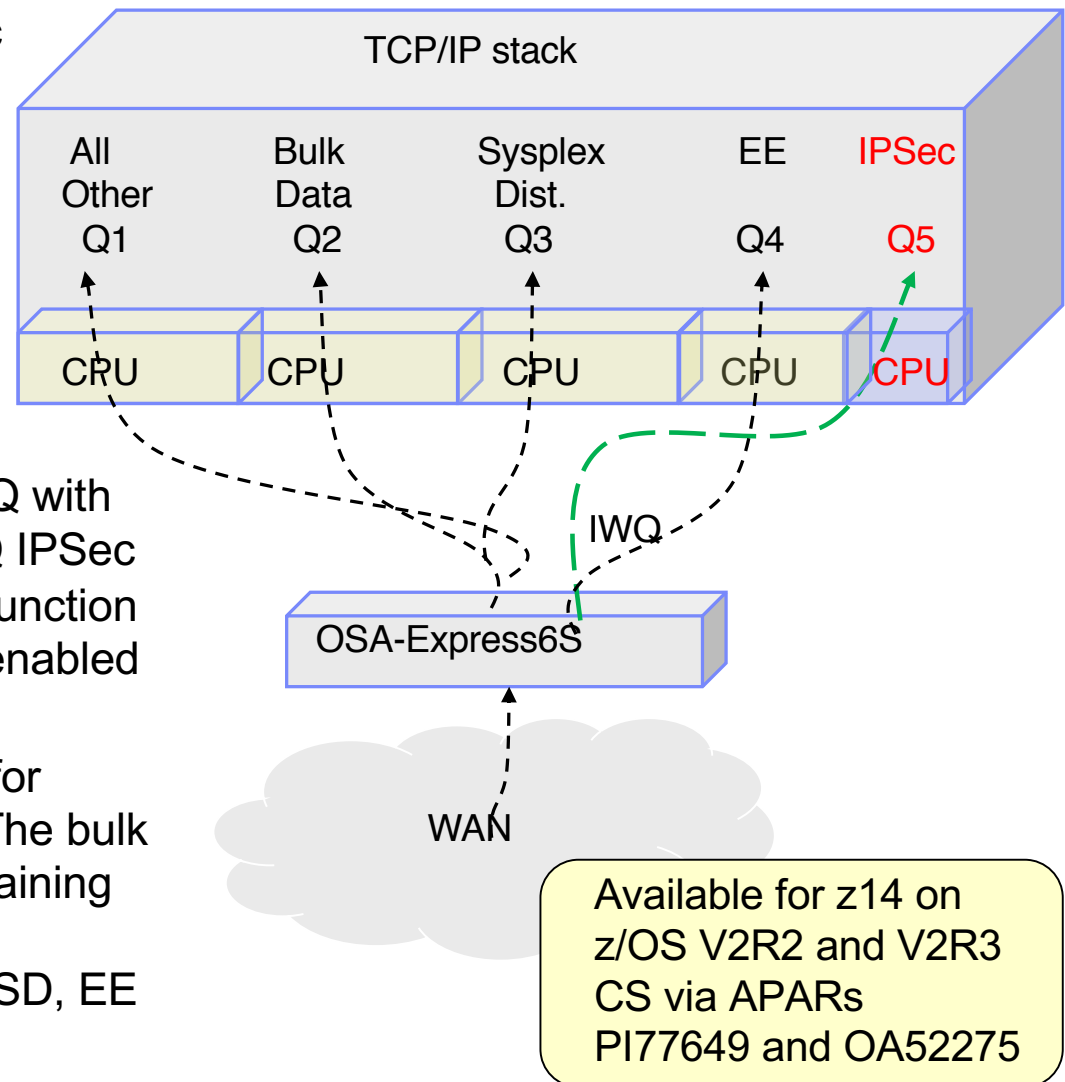 TCP/IP stack
All
Other
Q1
Bulk
Data
Q2
Sysplex
Dist.
Q3
EE
Q4
IPSec
Q5
CPU
CPU
CPU
CPU
CPU
Q with
IPSec
unction
enabled
for
The bulk
aining
SD, EE
IWQ
OSA-Express6S
WAN
Available for z14 on
z/OS V2R2 and V2R3
CS via APARs
PI77649 and OA52275